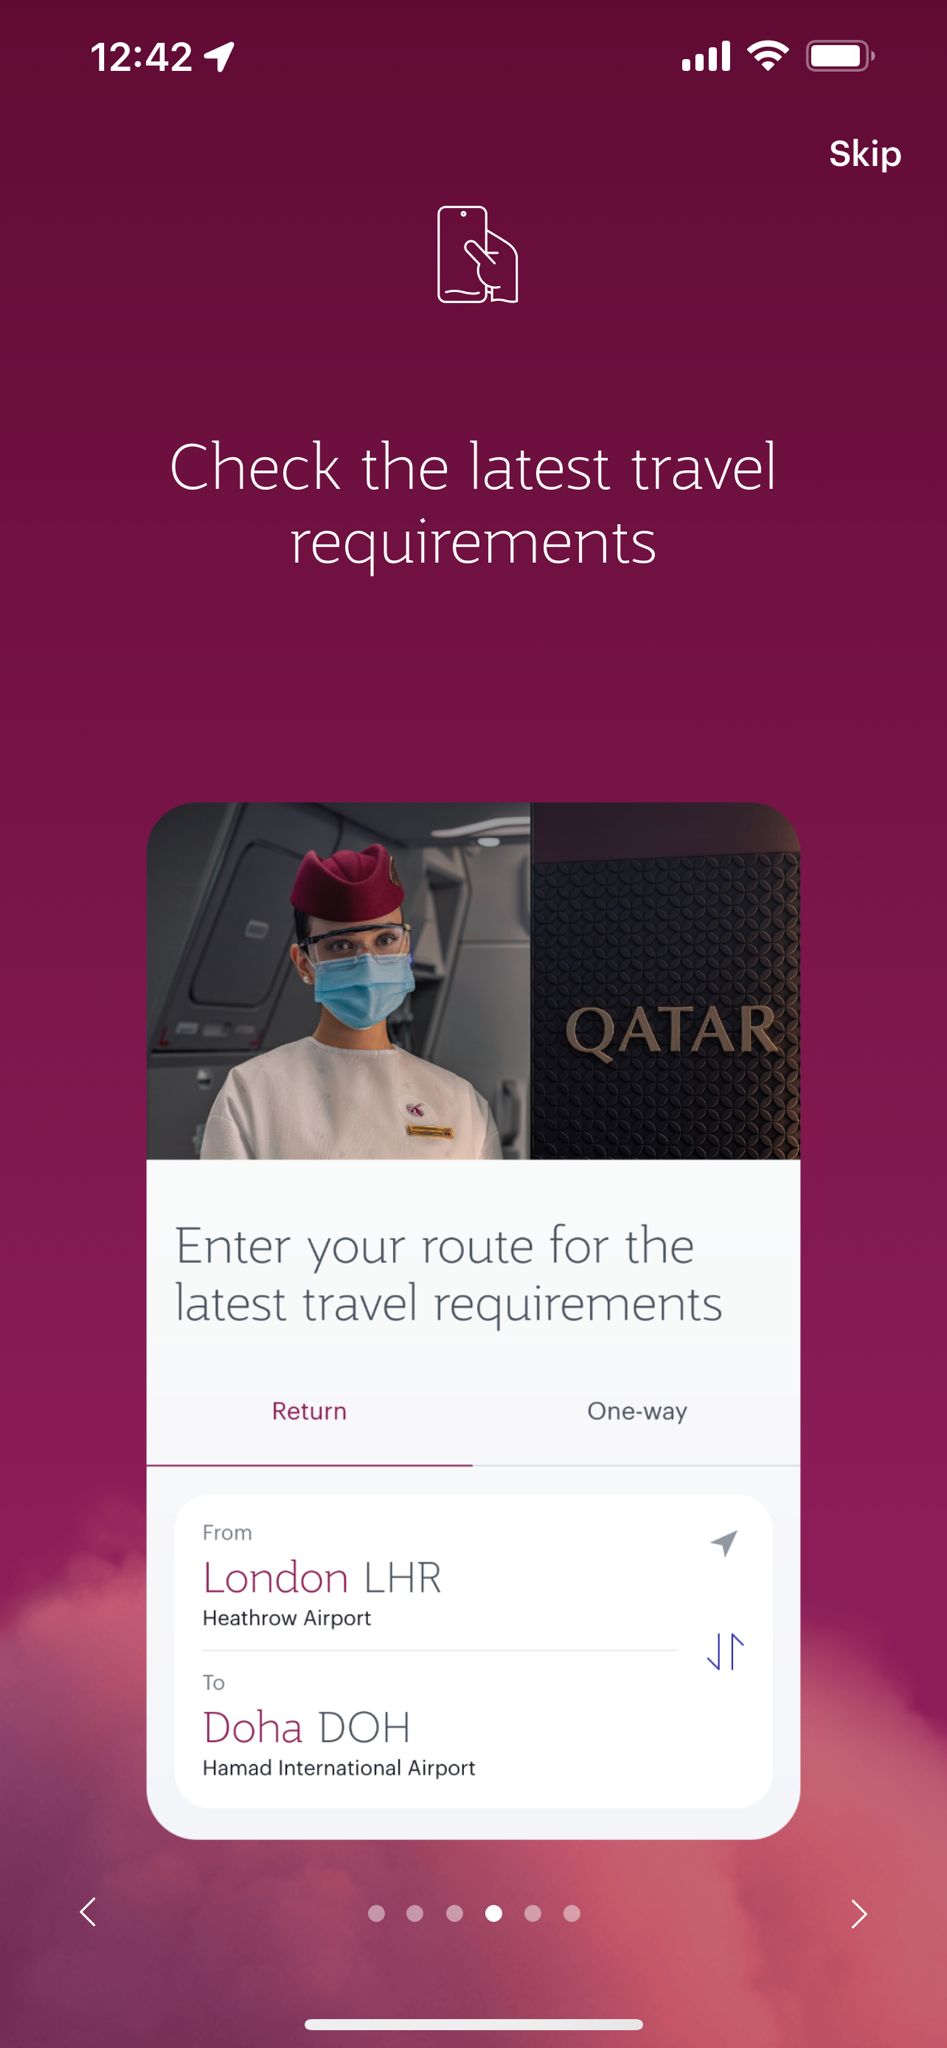 12:42
Skip
Check the latest travel
requirements
QATAR
Enter your route for the
latest travel requirements
Return
One-way
From
London LHR
Heathrow Airport
To
Doha DOH
Hamad International Airport